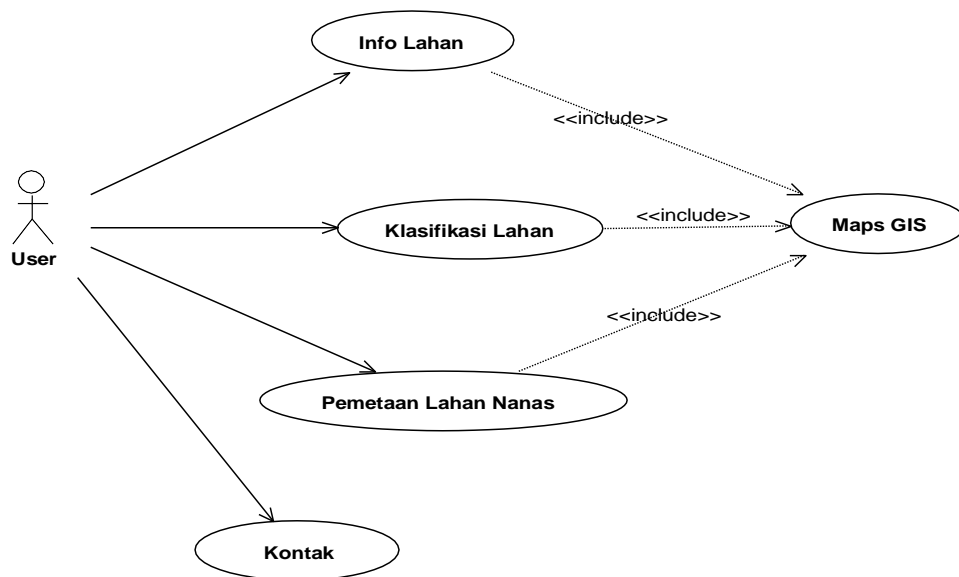 Info Lahan
<<include>>
Klasifikasi Lahan
<<include>>
Maps GIS
User
<<include>>
Pemetaan Lahan Nanas
Kontak